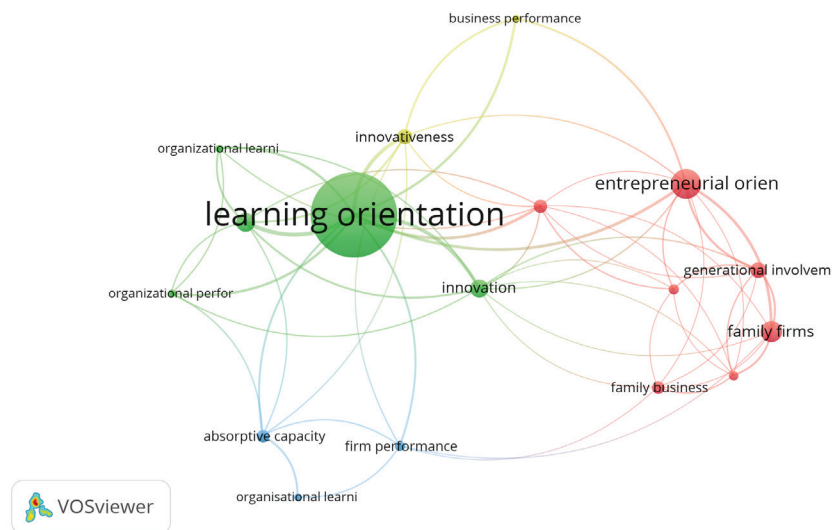 business performance
innovativeness
organizational learni
entrepreneurial orien
learning orientation
generational involvem
innovation
organizational perfor
family firms
family business
absorptive capacity
firm performance
organisational learni
VOSviewer